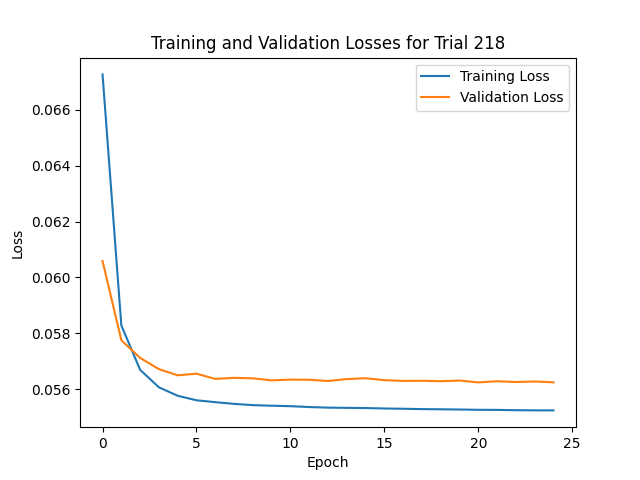 Training and Validation Losses for Trial 218
Training Loss
Validation Loss
0.066
0.064
0.062
0.060
0.058
0.056
Loss
0
5
10
15
20
25
Epoch